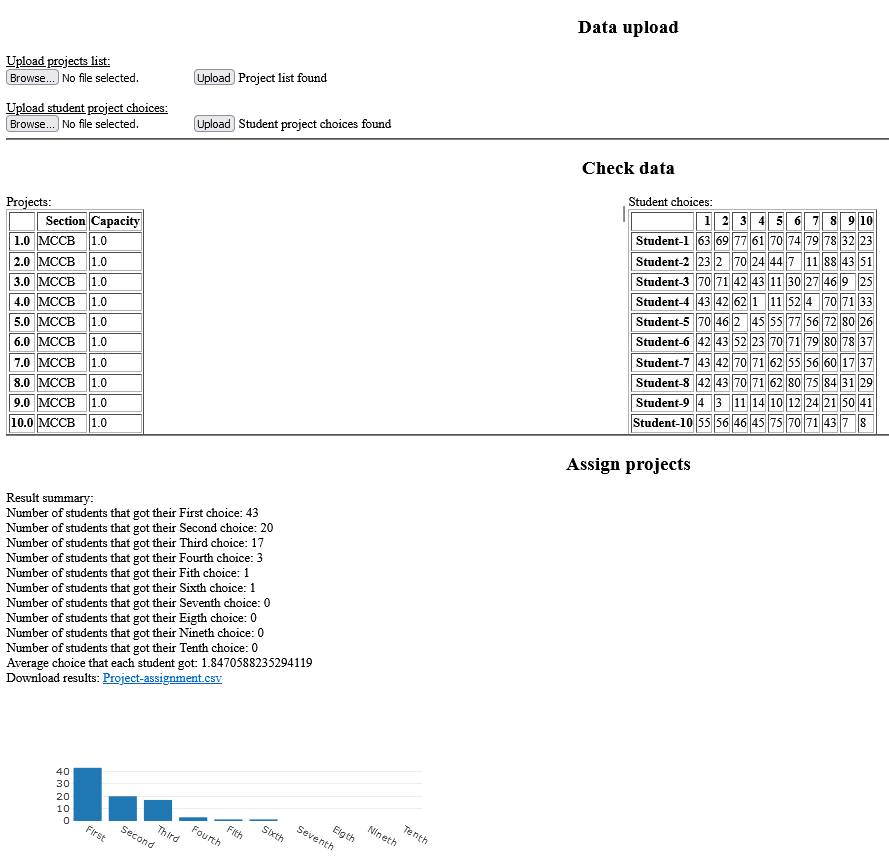 Data upload
Upload projects list:
Browse... No file selected. Upload Project list found
Upload student project choices:
Browse... No file selected. Upload Student project choices found
Check data
Projects:
Section Capacity
1.0 MCCB 1.0
2.0 MCCB 1.0
3.0 MCCB 1.0
4.0 MCCB 1.0
5.0 MCCB 1.0
6.0 MCCB 1.0
7.0 MCCB 1.0
8.0 MCCB 1.0
9.0 MCCB 1.0
10.0 MCCB 1.0
Student choices:
1 2 3 4 5 6 7 8 9 10
Student-1 63 69 77 61 70 74 79 78 32 23
Student-2 23 2 70 24 44 7 11 88 43 51
Student-3 70 71 42 43 11 30 27 46 9 25
Student-4 43 42 62 1 11 52 4 70 71 33
Student-5 70 46 2 45 55 77 56 72 80 26
Student-6 42 43 52 23 70 71 79 80 78 37
Student-7 43 42 70 71 62 55 56 60 17 37
Student-8 42 43 70 71 62 80 75 84 31 29
Student-9 4 3 11 14 10 12 24 21 50 41
Student-10 55 56 46 45 75 70 71 43 7 8
Assign projects
Result summary:
Number of students that got their First choice: 43
Number of students that got their Second choice: 20
Number of students that got their Third choice: 17
Number of students that got their Fourth choice: 3
Number of students that got their Fith choice: 1
Number of students that got their Sixth choice: 1
Number of students that got their Seventh choice: 0
Number of students that got their Eigth choice: 0
Number of students that got their Nineth choice: 0
Number of students that got their Tenth choice: 0
Average choice that each student got: 1.8470588235294119
Download results: Project-assignment.csv
40
30
20
10
0
First Second Third Fourth Fith Sixth Seventh Eigth Nineth Tenth